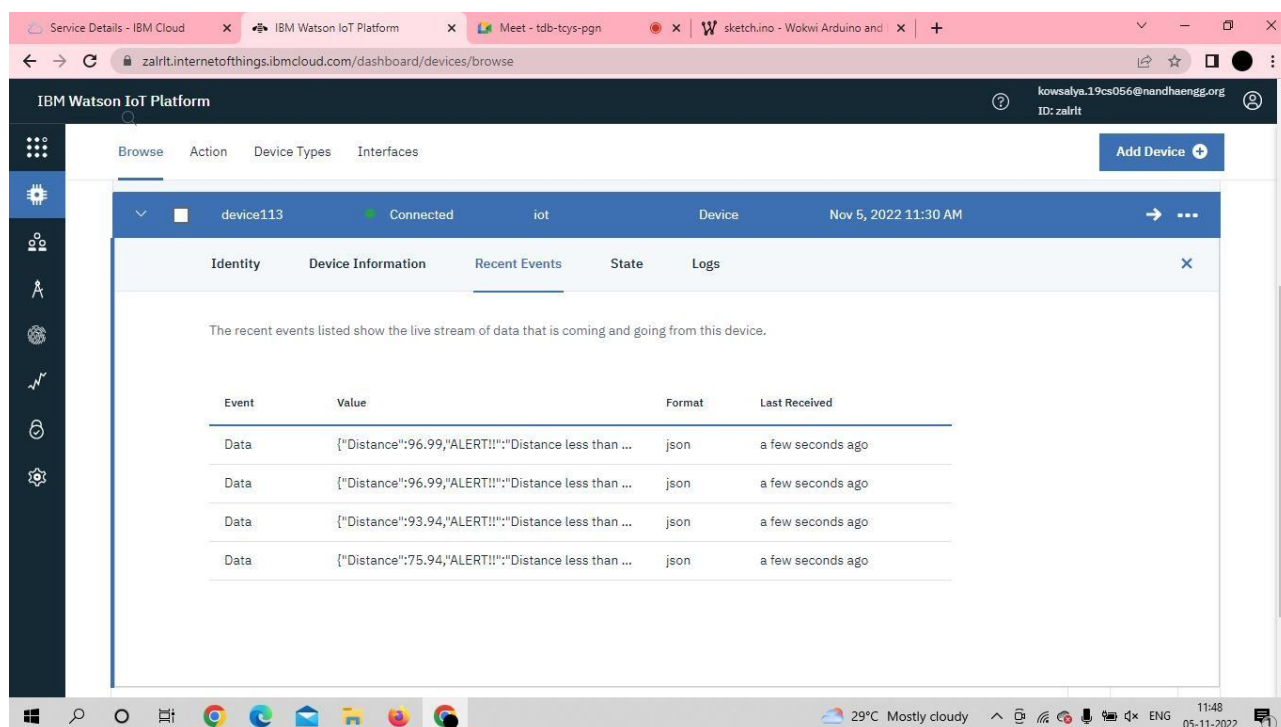 Service Details - IBM Cloud IBM Watson IoT Platform Meet - tdb-tcys-pgn sketch.ino - Wokwi Arduino and
zalrlt.internetofthings.ibmcloud.com/dashboard/devices/browse
IBM Watson IoT Platform
kowsalya.19cs056@nandhaengg.org
ID: zalrlt
Browse Action Device Types Interfaces Add Device
device113 Connected iot Device Nov 5, 2022 11:30 AM
Identity Device Information Recent Events State Logs
The recent events listed show the live stream of data that is coming and going from this device.
Event Value Format Last Received
Data {"Distance":96.99,"ALERT!!":"Distance less than ... json a few seconds ago
Data {"Distance":96.99,"ALERT!!":"Distance less than ... json a few seconds ago
Data {"Distance":93.94,"ALERT!!":"Distance less than ... json a few seconds ago
Data {"Distance":75.94,"ALERT!!":"Distance less than ... json a few seconds ago
29°C Mostly cloudy ENG 11:48
05-11-2022